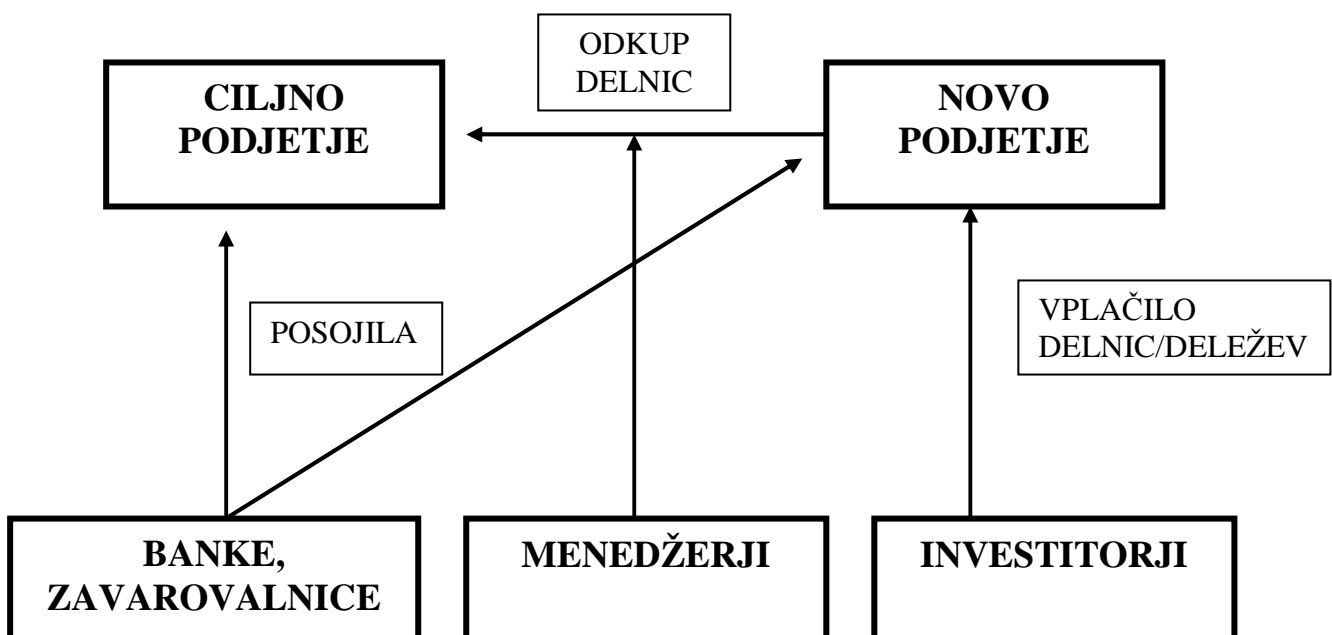 ODKUP
DELNIC
CILJNO
PODJETJE
NOVO
PODJETJE
POSOJILA
VPLAČILO
DELNIC/DELEŽEV
BANKE,
ZAVAROVALNICE
MENEDŽERJI
INVESTITORJI